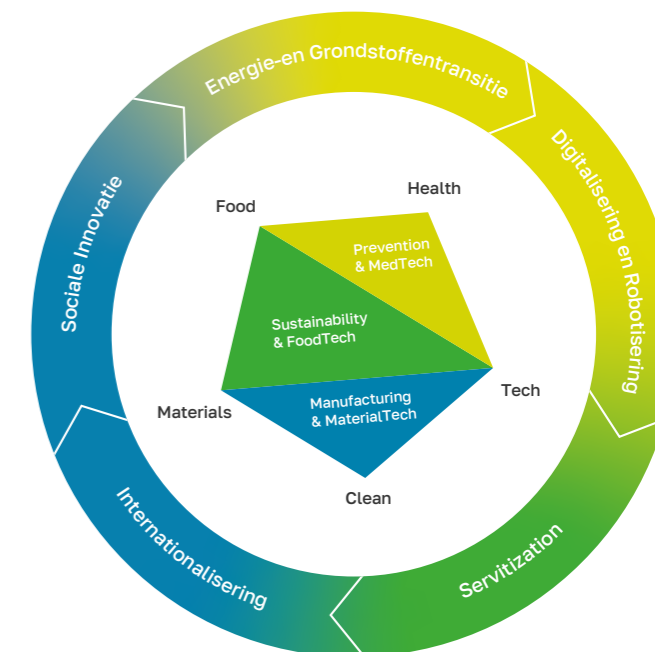 Energie-en Grondstoffentransitie
Digitalisering en Robotisering
Servitization
Internationalisering
Sociale Innovatie
Health
Food
Prevention
& MedTech
Sustainability
& FoodTech
Tech
Materials
Manufacturing
& MaterialTech
Clean